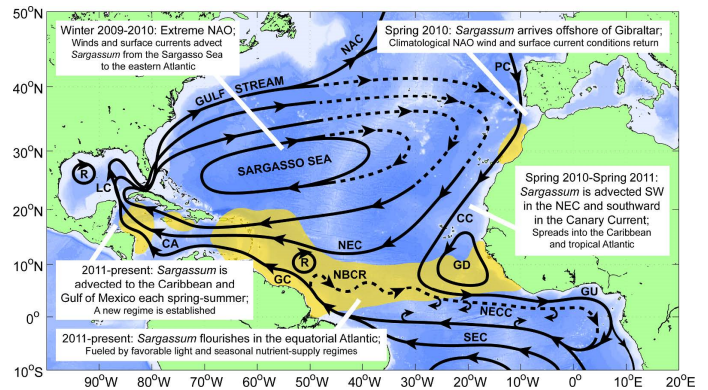 50°N
40°N
30°N
20°N
10°N
0°
10°S
90°W
80°W
70°W
60°W
50°W
40°W
30°W
20°W
10°W
0°
10°E
20°E
Winter 2009-2010: Extreme NAO;
Winds and surface currents advect
Sargassum from the Sargasso Sea
to the eastern Atlantic
Spring 2010: Sargassum arrives offshore of Gibraltar;
Climatological NAO wind and surface current conditions return
NAC
PC
GULF STREAM
SARGASSO SEA
R
LC
Spring 2010-Spring 2011:
Sargassum is advected SW
in the NEC and southward
in the Canary Current;
Spreads into the Caribbean
and tropical Atlantic
CC
CA
NEC
R
NBCR
GC
GD
GU
NECC
SEC
2011-present: Sargassum is
advected to the Caribbean and
Gulf of Mexico each spring-summer;
A new regime is established
2011-present: Sargassum flourishes in the equatorial Atlantic;
Fueled by favorable light and seasonal nutrient-supply regimes